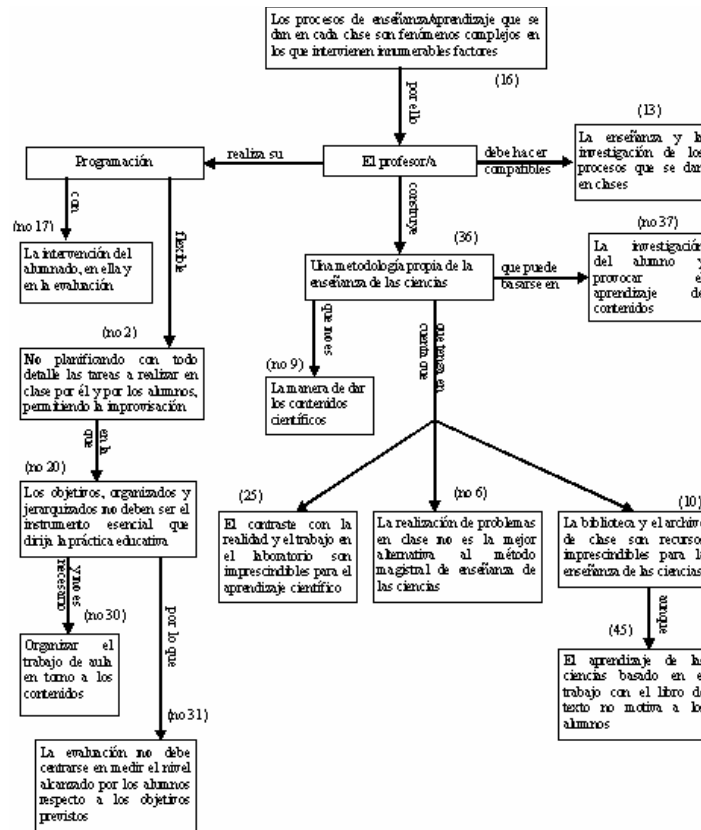 Los procesos de enseñanza/aprendizaje que se
dan en cada clase son fenómenos complejos en
los que intervienen innumerables factores
(16)
por ello
(13)
Programación
realiza su
El profesor/a
debe hacer
compatibles
La enseñanza y la
investigación de los
procesos que se dan
en clases
con
(no 17)
La intervención del
alumnado, en ella y
en la evaluación
flexible
construye
(36)
Una metodología propia de la
enseñanza de las ciencias
que puede
basarse en
(no 37)
La investigación
del alumno y
provocar el
aprendizaje de
contenidos
(no 2)
No planificando con todo
detalle las tareas a realizar en
clase por él y por los alumnos,
permitiendo la improvisación
que no es
(no 9)
La manera de dar
los contenidos
científicos
que tenga en
cuenta que
en la
que
(no 20)
Los objetivos, organizados y
jerarquizados no deben ser el
instrumento esencial que
dirija la práctica educativa
(25)
El contraste con la
realidad y el trabajo en
el laboratorio son
imprescindibles para el
aprendizaje científico
(no 6)
La realización de problemas
en clase no es la mejor
alternativa al método
magistral de enseñanza de
las ciencias
(10)
La biblioteca y el archivo
de clase son recursos
imprescindibles para la
enseñanza de las ciencias
y no es
necesario
(no 30)
Organizar el
trabajo de aula
en torno a los
contenidos
por lo que
(no 31)
La evaluación no debe
centrarse en medir el nivel
alcanzado por los alumnos
respecto a los objetivos
previstos
aunque
(45)
El aprendizaje de las
ciencias basado en el
trabajo con el libro de
texto no motiva a los
alumnos